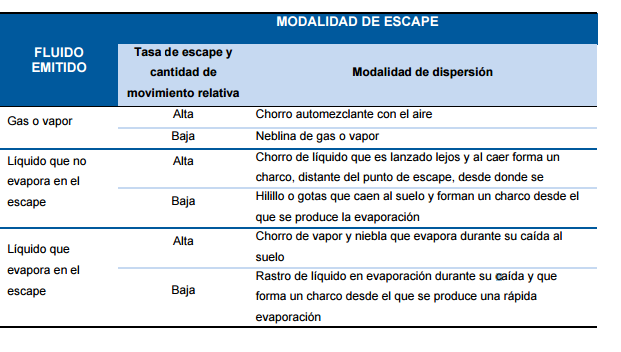 MODALIDAD DE ESCAPE
FLUIDO
EMITIDO
Tasa de escape y
cantidad de
movimiento relativa
Modalidad de dispersión
Gas o vapor
Alta
Chorro automezclante con el aire
Baja
Neblina de gas o vapor
Líquido que no
evapora en el
escape
Alta
Chorro de líquido que es lanzado lejos y al caer forma un
charco, distante del punto de escape, desde donde se
Baja
Hilillo o gotas que caen al suelo y forman un charco desde el
que se produce la evaporación
Líquido que
evapora en el
escape
Alta
Chorro de vapor y niebla que evapora durante su caída al
suelo
Baja
Rastro de líquido en evaporación durante su caída y que
forma un charco desde el que se produce una rápida
evaporación